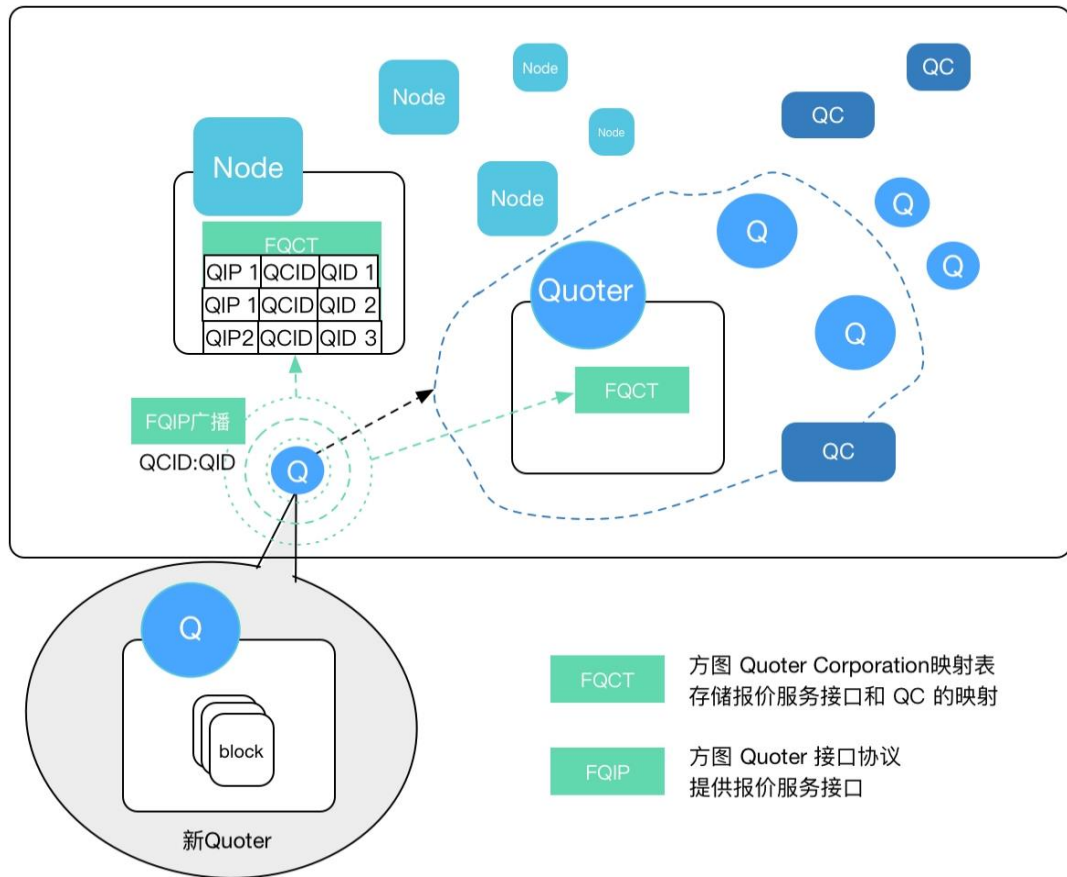 Node
QC
Node
QC
Node
Node
Node
Q
Q
Q
FQCT
QIP 1 QCID QID 1
QIP 1 QCID QID 2
QIP2 QCID QID 3
Quoter
Q
FQCT
FQIP广播
QCID:QID
Q
QC
Q
block
新Quoter
FQCT
方图 Quoter Corporation映射表
存储报价服务接口和 QC 的映射
FQIP
方图 Quoter 接口协议
提供报价服务接口